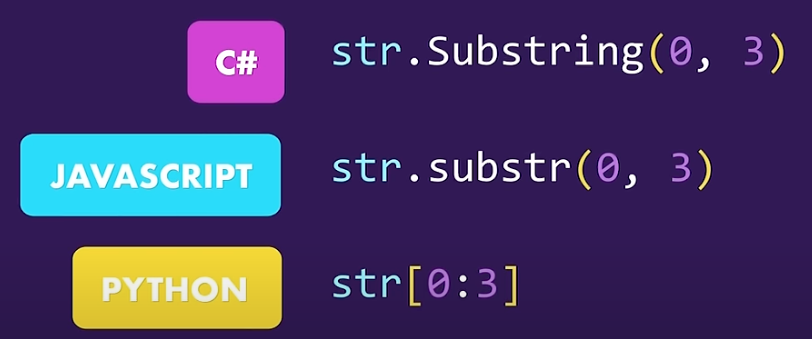 C# str.Substring(0, 3)
JAVASCRIPT str.substr(0, 3)
PYTHON str[0:3]